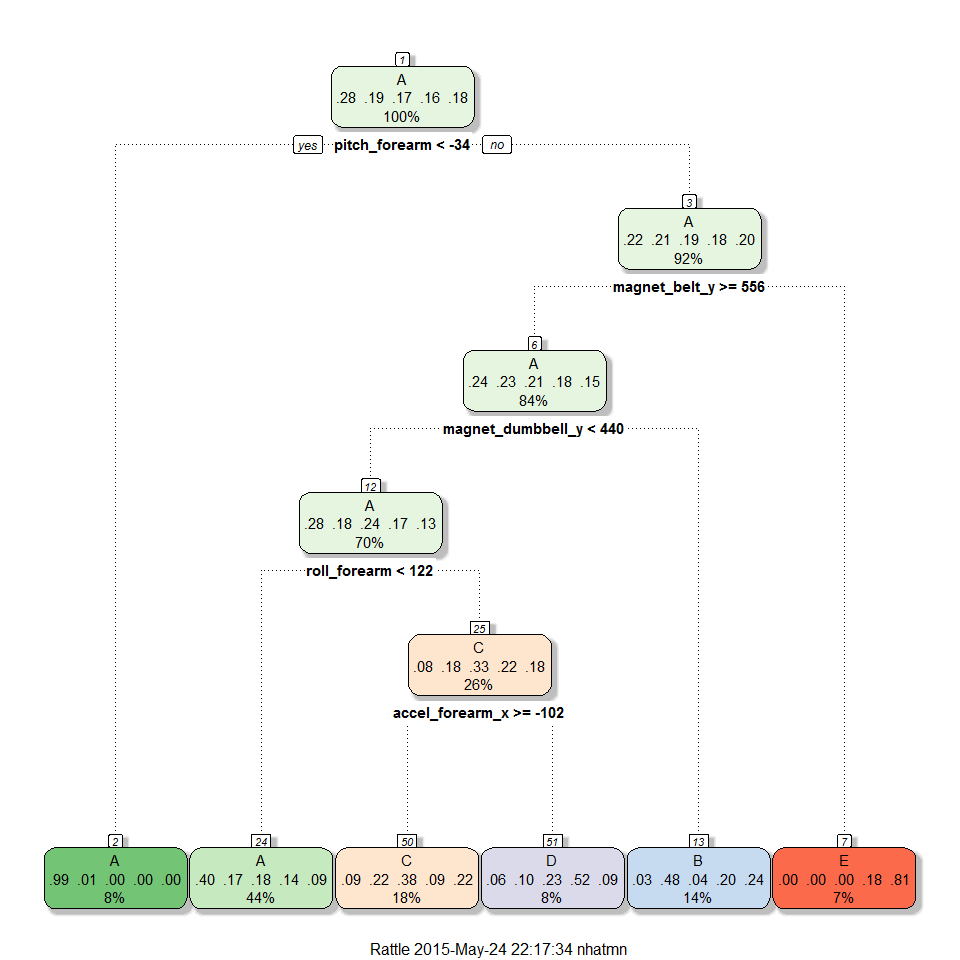 1
A
.28 .19 .17 .16 .18
100%
yes pitch_forearm < -34 no
3
A
.22 .21 .19 .18 .20
92%
magnet_belt_y >= 556
6
A
.24 .23 .21 .18 .15
84%
magnet_dumbbell_y < 440
12
A
.28 .18 .24 .17 .13
70%
roll_forearm < 122
25
C
.08 .18 .33 .22 .18
26%
accel_forearm_x >= -102
2
A
.99 .01 .00 .00 .00
8%
24
A
.40 .17 .18 .14 .09
44%
50
C
.09 .22 .38 .09 .22
18%
51
D
.06 .10 .23 .52 .09
8%
13
B
.03 .48 .04 .20 .24
14%
7
E
.00 .00 .00 .18 .81
7%
Rattle 2015-May-24 22:17:34 nhatmn